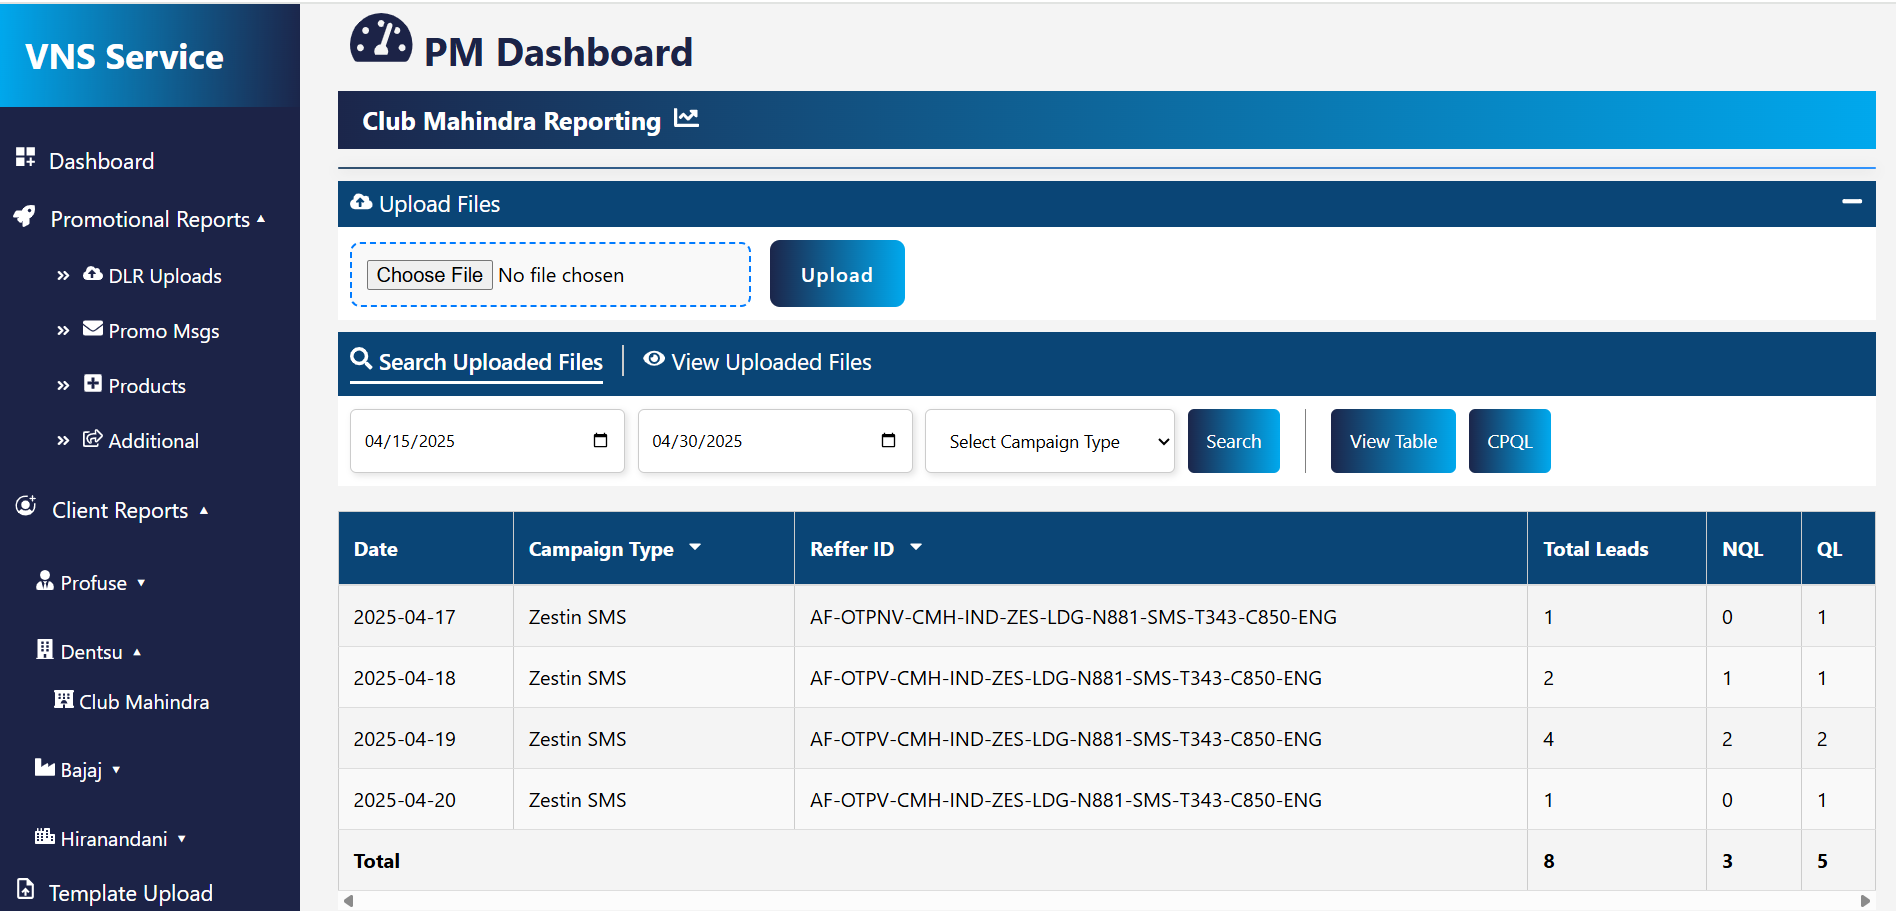 VNS Service
Dashboard
Promotional Reports
DLR Uploads
Promo Msgs
Products
Additional
Client Reports
Profuse
Dentsu
Club Mahindra
Bajaj
Hiranandani
Template Upload
PM Dashboard
Club Mahindra Reporting
Upload Files
Choose File No file chosen Upload
Search Uploaded Files View Uploaded Files
04/15/2025 04/30/2025 Select Campaign Type Search View Table CPQL
Date Campaign Type Reffer ID Total Leads NQL QL
2025-04-17 Zestin SMS AF-OTPNV-CMH-IND-ZES-LDG-N881-SMS-T343-C850-ENG 1 0 1
2025-04-18 Zestin SMS AF-OTPV-CMH-IND-ZES-LDG-N881-SMS-T343-C850-ENG 2 1 1
2025-04-19 Zestin SMS AF-OTPV-CMH-IND-ZES-LDG-N881-SMS-T343-C850-ENG 4 2 2
2025-04-20 Zestin SMS AF-OTPV-CMH-IND-ZES-LDG-N881-SMS-T343-C850-ENG 1 0 1
Total 8 3 5